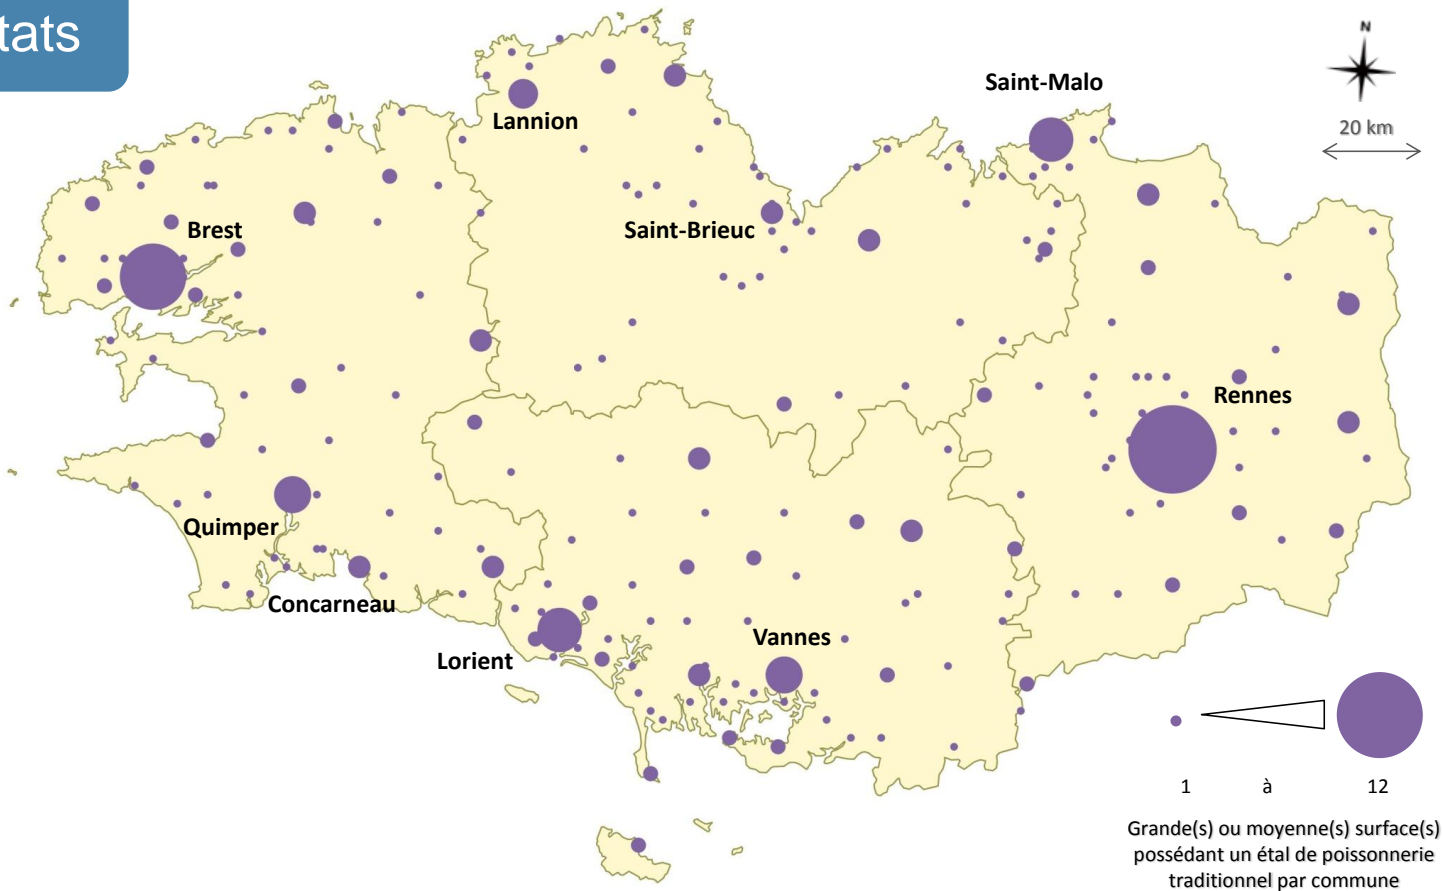 tats
Saint-Malo
N
20 km
Lannion
Brest
Saint-Brieuc
Rennes
Quimper
Concarneau
Vannes
Lorient
1 à 12
Grande(s) ou moyenne(s) surface(s)
possédant un étal de poissonnerie
traditionnel par commune